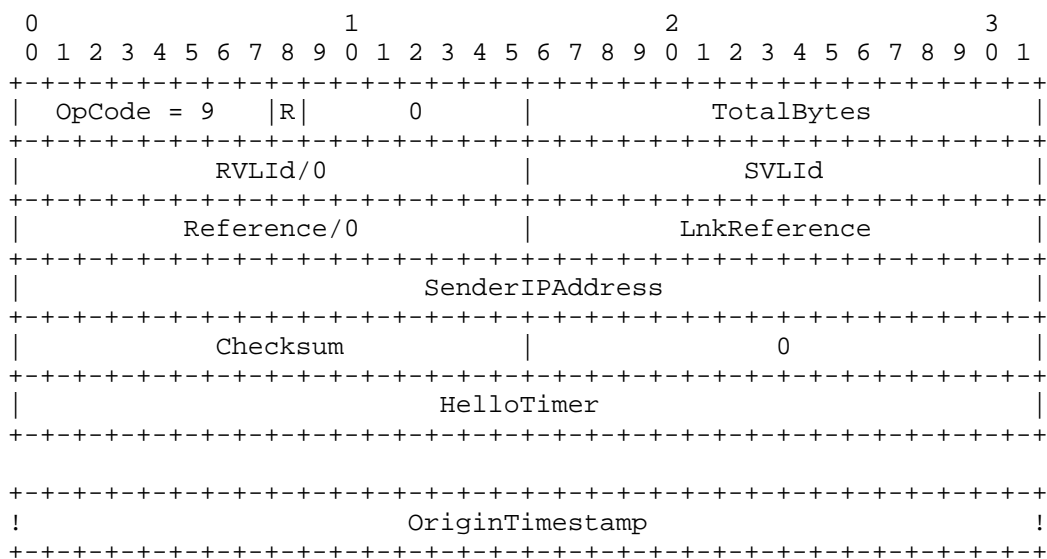 0                   1                   2                   3
 0 1 2 3 4 5 6 7 8 9 0 1 2 3 4 5 6 7 8 9 0 1 2 3 4 5 6 7 8 9 0 1
+-+-+-+-+-+-+-+-+-+-+-+-+-+-+-+-+-+-+-+-+-+-+-+-+-+-+-+-+-+-+-+-+
|  OpCode = 9   |R|      0      |           TotalBytes          |
+-+-+-+-+-+-+-+-+-+-+-+-+-+-+-+-+-+-+-+-+-+-+-+-+-+-+-+-+-+-+-+-+
|            RVLId/0            |             SVLId             |
+-+-+-+-+-+-+-+-+-+-+-+-+-+-+-+-+-+-+-+-+-+-+-+-+-+-+-+-+-+-+-+-+
|          Reference/0          |         LnkReference          |
+-+-+-+-+-+-+-+-+-+-+-+-+-+-+-+-+-+-+-+-+-+-+-+-+-+-+-+-+-+-+-+-+
|                         SenderIPAddress                       |
+-+-+-+-+-+-+-+-+-+-+-+-+-+-+-+-+-+-+-+-+-+-+-+-+-+-+-+-+-+-+-+-+
|            Checksum           |               0               |
+-+-+-+-+-+-+-+-+-+-+-+-+-+-+-+-+-+-+-+-+-+-+-+-+-+-+-+-+-+-+-+-+
|                          HelloTimer                           |
+-+-+-+-+-+-+-+-+-+-+-+-+-+-+-+-+-+-+-+-+-+-+-+-+-+-+-+-+-+-+-+-+

+-+-+-+-+-+-+-+-+-+-+-+-+-+-+-+-+-+-+-+-+-+-+-+-+-+-+-+-+-+-+-+-+
!                        OriginTimestamp                        !
+-+-+-+-+-+-+-+-+-+-+-+-+-+-+-+-+-+-+-+-+-+-+-+-+-+-+-+-+-+-+-+-+